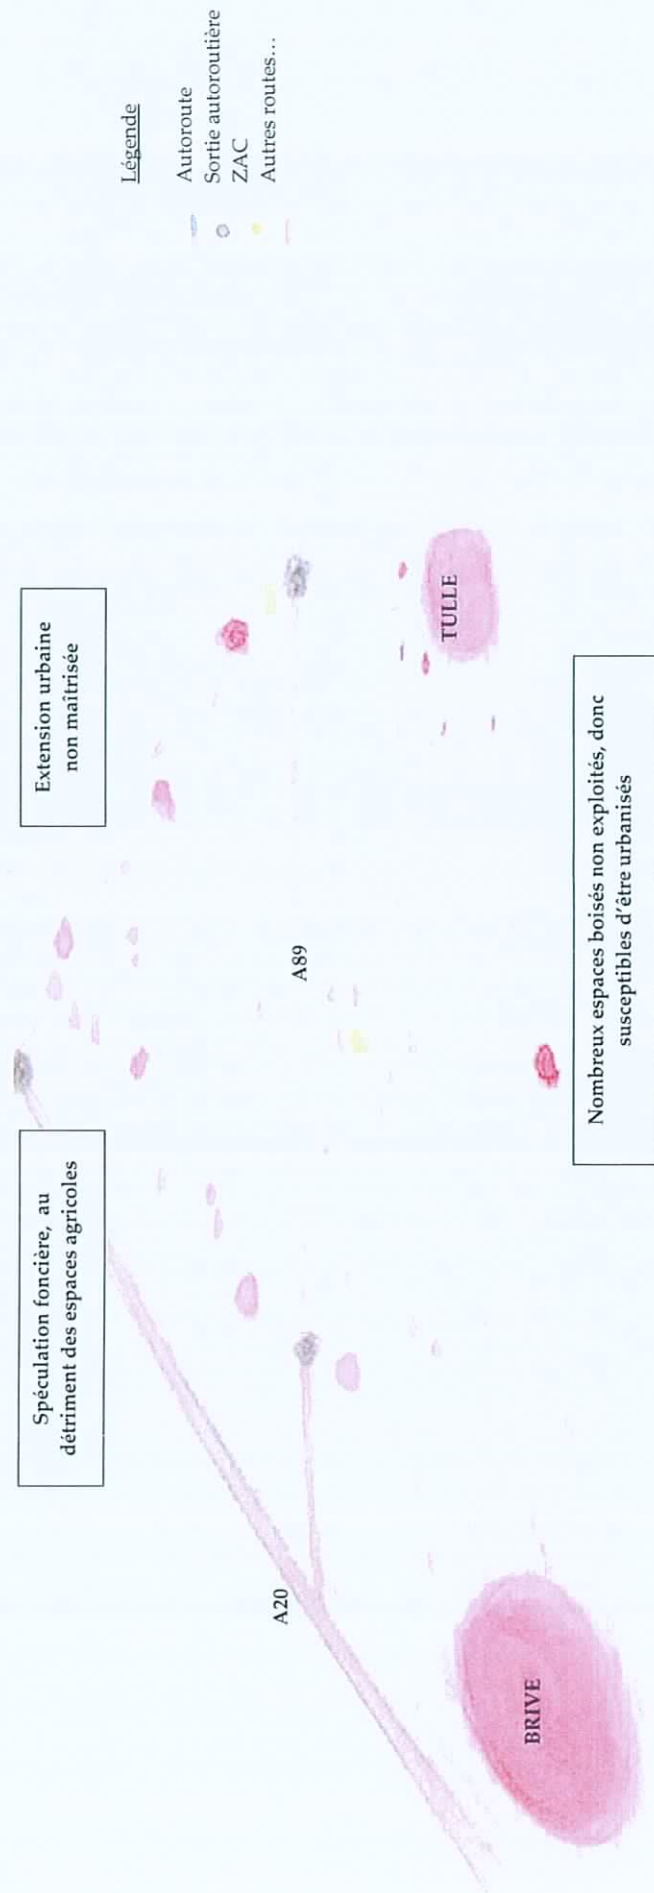 Spéculation foncière, au
détriment des espaces agricoles
Extension urbaine
non maîtrisée
Légende
Autoroute
Sortie autoroutière
ZAC
Autres routes…
A20
A89
TULLE
BRIVE
Nombreux espaces boisés non exploités, donc
susceptibles d'être urbanisés